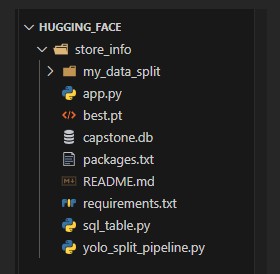 HUGGING_FACE
store_info
my_data_split
app.py
best.pt
capstone.db
packages.txt
README.md
requirements.txt
sql_table.py
yolo_split_pipeline.py